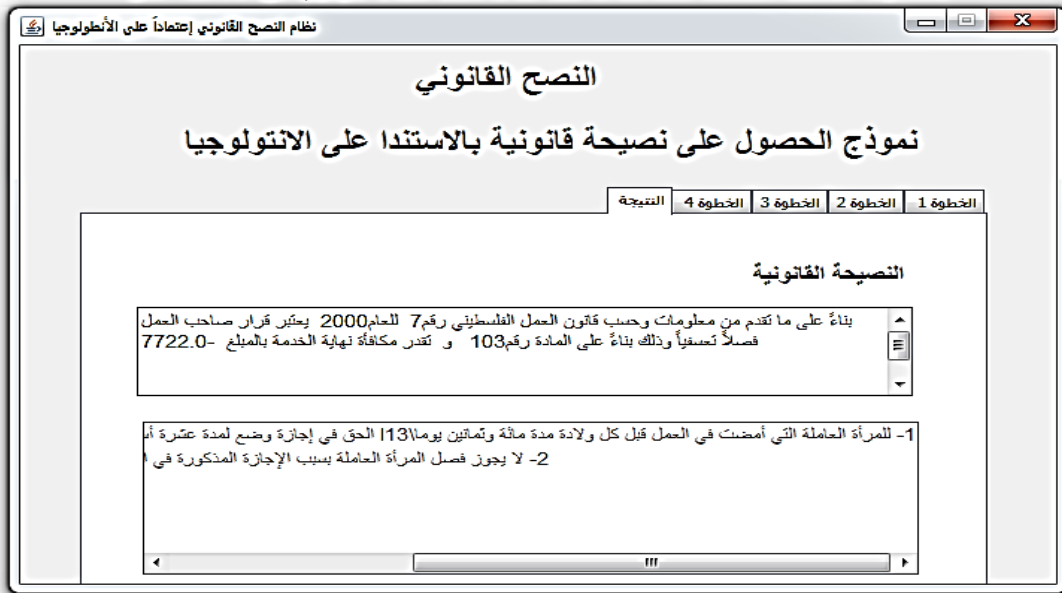 نظام النصح القانوني إعتماداً على الأنطولوجيا
النصح القانوني
نموذج الحصول على نصيحة قانونية بالاستندا على الانتولوجيا
الخطوة 1 الخطوة 2 الخطوة 3 الخطوة 4 النتيجة
النصيحة القانونية
بناءً على ما تقدم من معلومات وحسب قانون العمل الفلسطيني رقم7 للعام2000 يعتبر قرار صاحب العمل
فصلاً تعسفياً وذلك بناءً على المادة رقم103 و تقدر مكافأة نهاية الخدمة بالمبلغ -7722.0
1- للمرأة العاملة التي أمضت في العمل قبل كل ولادة مدة مائة وثمانين يوما\13ا الحق في إجازة وضع لمدة عشرة أس
2- لا يجوز فصل المرأة العاملة بسبب الإجازة المذكورة في ا